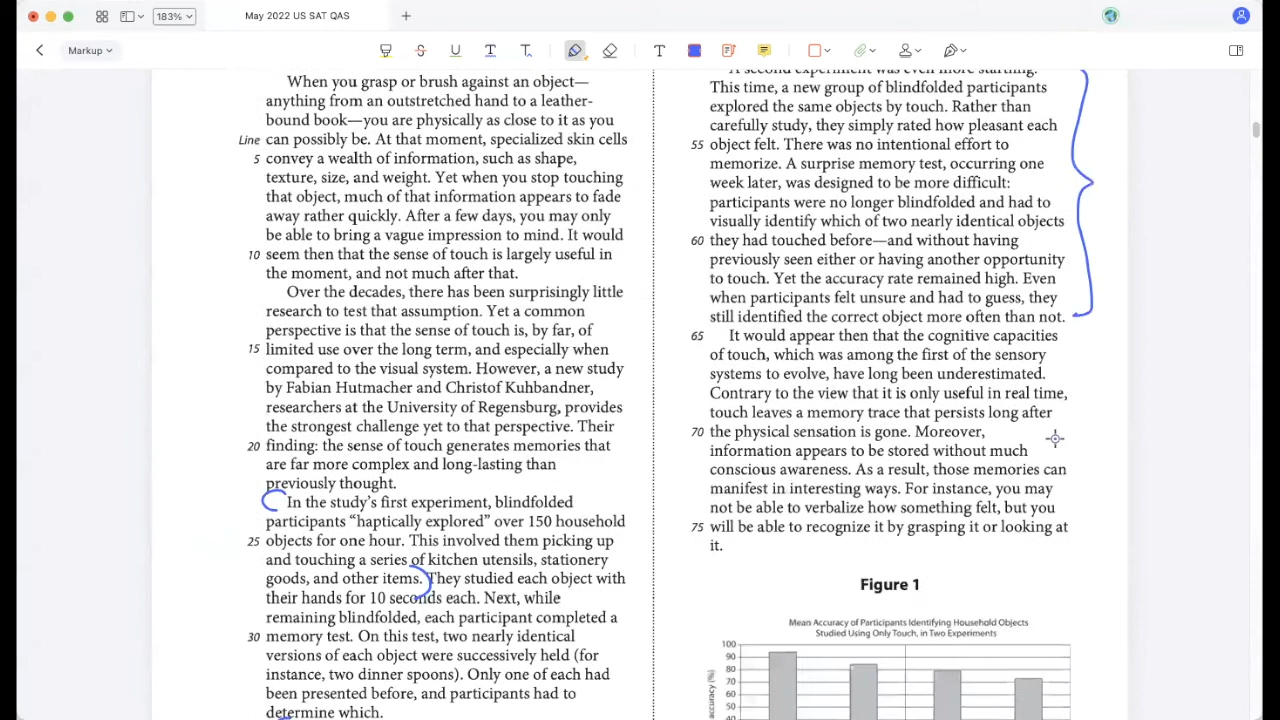 183%
May 2022 US SAT QAS
Markup
When you grasp or brush against an object—
anything from an outstretched hand to a leather-
bound book—you are physically as close to it as you
Line can possibly be. At that moment, specialized skin cells
5 convey a wealth of information, such as shape,
texture, size, and weight. Yet when you stop touching
that object, much of that information appears to fade
away rather quickly. After a few days, you may only
be able to bring a vague impression to mind. It would
10 seem then that the sense of touch is largely useful in
the moment, and not much after that.
Over the decades, there has been surprisingly little
research to test that assumption. Yet a common
perspective is that the sense of touch is, by far, of
15 limited use over the long term, and especially when
compared to the visual system. However, a new study
by Fabian Hutmacher and Christof Kuhbandner,
researchers at the University of Regensburg, provides
the strongest challenge yet to that perspective. Their
20 finding: the sense of touch generates memories that
are far more complex and long-lasting than
previously thought.
In the study's first experiment, blindfolded
participants “haptically explored” over 150 household
25 objects for one hour. This involved them picking up
and touching a series of kitchen utensils, stationery
goods, and other items. They studied each object with
their hands for 10 seconds each. Next, while
remaining blindfolded, each participant completed a
30 memory test. On this test, two nearly identical
versions of each object were successively held (for
instance, two dinner spoons). Only one of each had
been presented before, and participants had to
determine which.
A second experiment was even more startling.
This time, a new group of blindfolded participants
explored the same objects by touch. Rather than
carefully study, they simply rated how pleasant each
55 object felt. There was no intentional effort to
memorize. A surprise memory test, occurring one
week later, was designed to be more difficult:
participants were no longer blindfolded and had to
visually identify which of two nearly identical objects
60 they had touched before—and without having
previously seen either or having another opportunity
to touch. Yet the accuracy rate remained high. Even
when participants felt unsure and had to guess, they
still identified the correct object more often than not.
65 It would appear then that the cognitive capacities
of touch, which was among the first of the sensory
systems to evolve, have long been underestimated.
Contrary to the view that it is only useful in real time,
touch leaves a memory trace that persists long after
70 the physical sensation is gone. Moreover,
information appears to be stored without much
conscious awareness. As a result, those memories can
manifest in interesting ways. For instance, you may
not be able to verbalize how something felt, but you
75 will be able to recognize it by grasping it or looking at
it.
Figure 1
Mean Accuracy of Participants Identifying Household Objects
Studied Using Only Touch, in Two Experiments
100
90
80
70
60
50
40
accuracy (%)